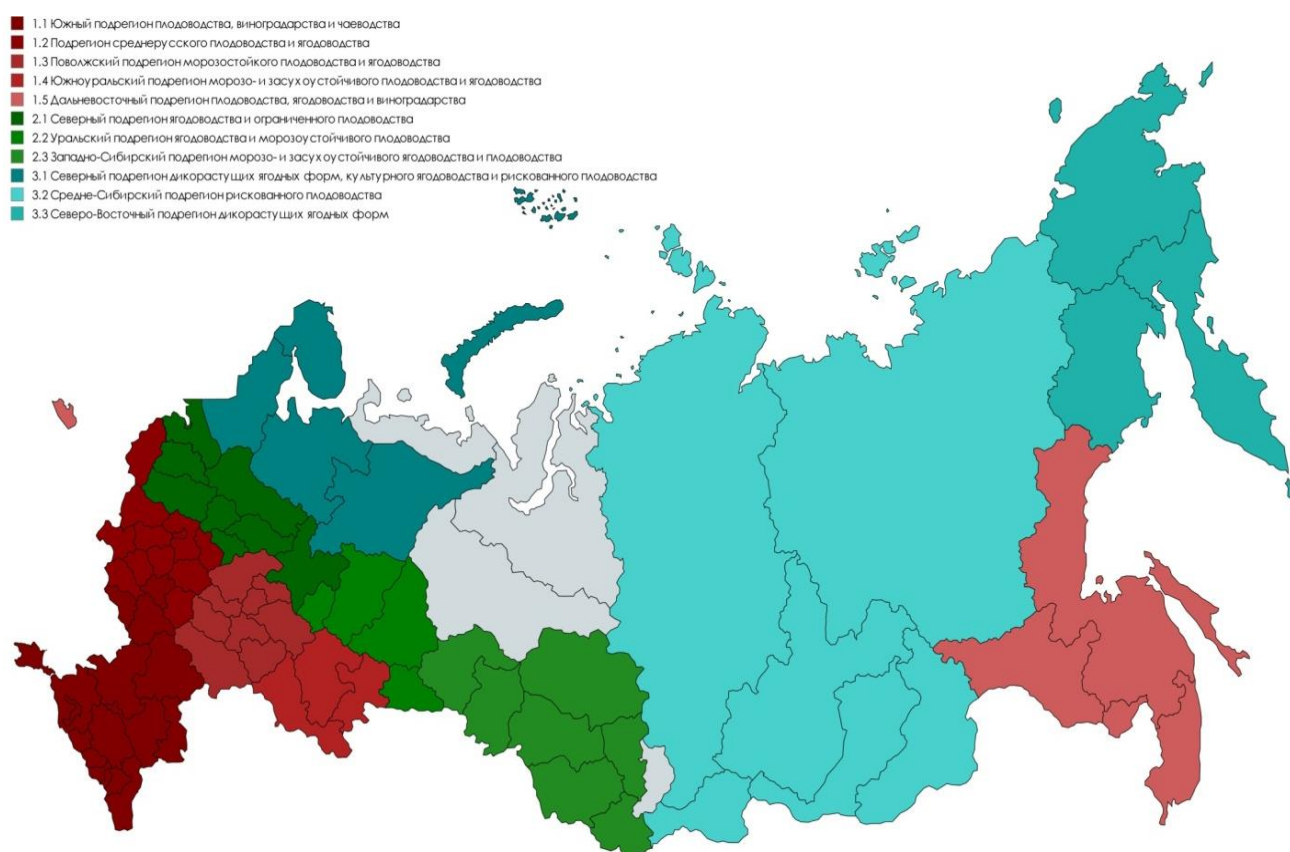 1.1 Южный подрегион плодоводства, виноградарства и чаеводства
1.2 Подрегион среднерусского плодоводства и ягодоводства
1.3 Поволжский подрегион морозостойкого плодоводства и ягодоводства
1.4 Южноуральский подрегион морозо- и засухоустойчивого плодоводства и ягодоводства
1.5 Дальневосточный подрегион плодоводства, ягодоводства и виноградарства
2.1 Северный подрегион ягодоводства и ограниченного плодоводства
2.2 Уральский подрегион ягодоводства и морозоустойчивого плодоводства
2.3 Западно-Сибирский подрегион морозо- и засухоустойчивого ягодоводства и плодоводства
3.1 Северный подрегион дикорастущих ягодных форм, культурного ягодоводства и рискованного плодоводства
3.2 Средне-Сибирский подрегион рискованного плодоводства
3.3 Северо-Восточный подрегион дикорастущих ягодных форм